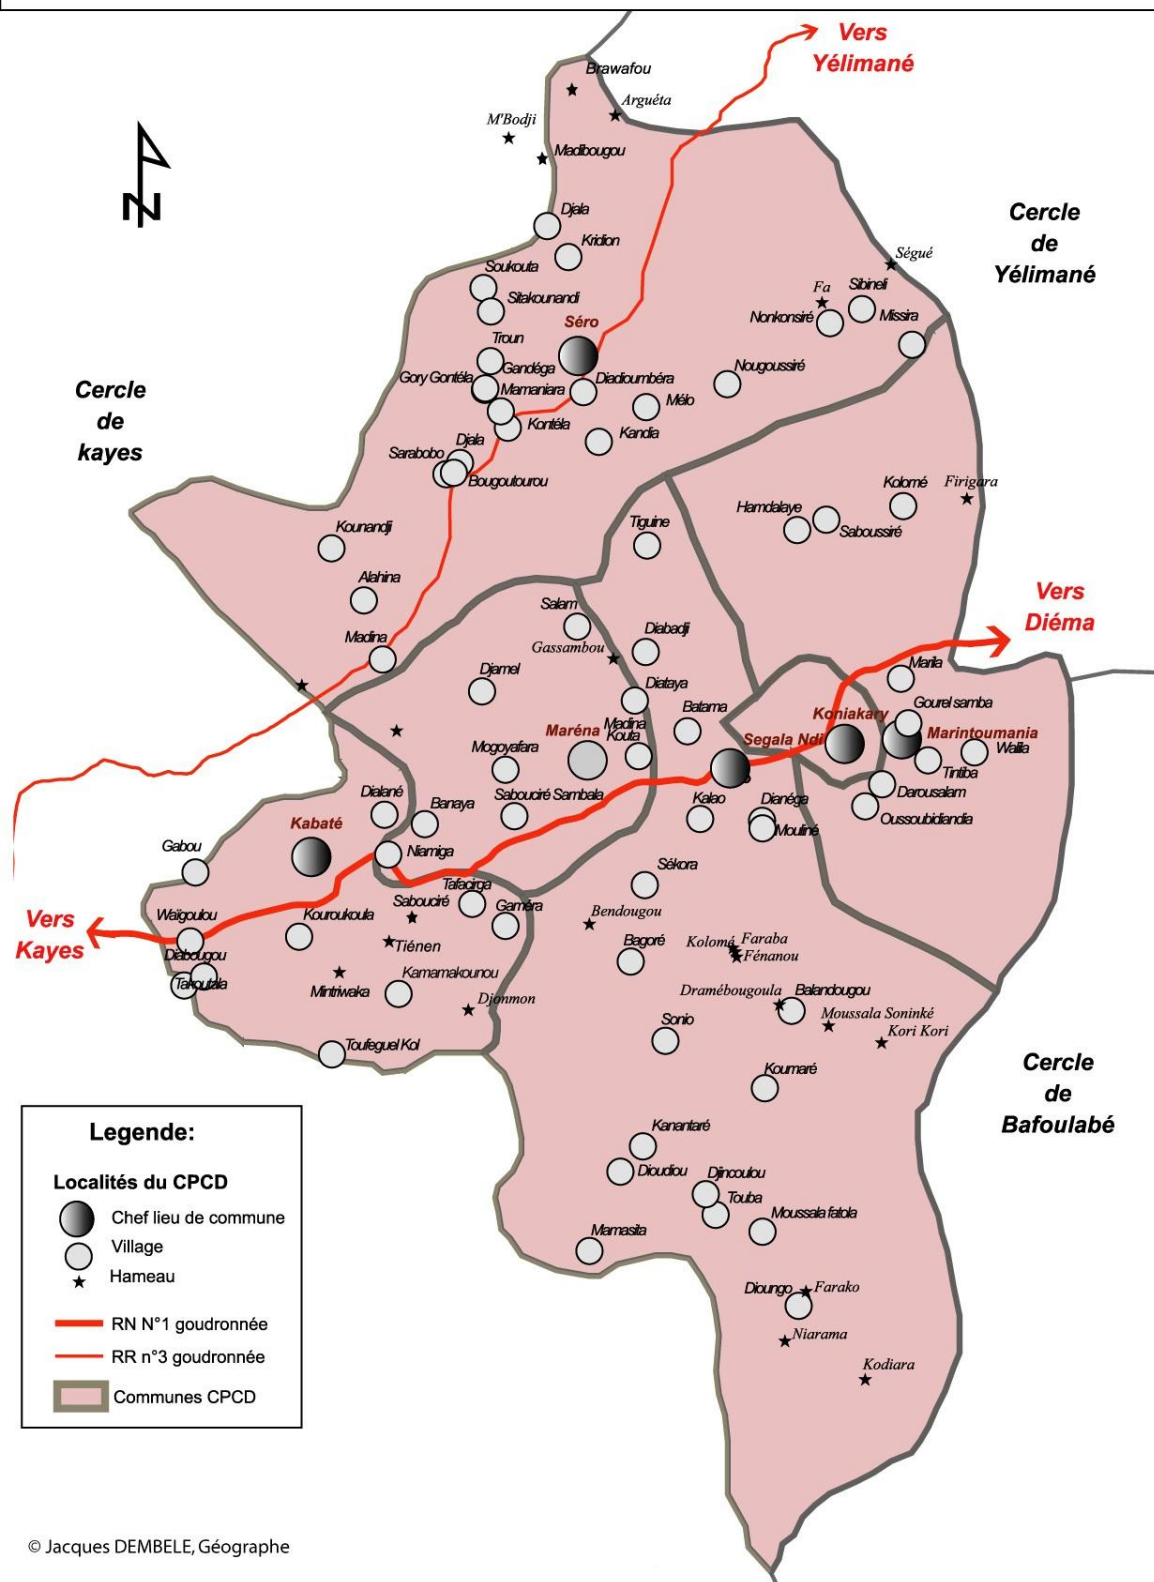 Vers
Yélimané
Brawafou
Arguéta
M'Bodji
Madibougou
N
Djala
Kridion
Cercle
de
Yélimané
Ségué
Soukouta
Sitakounandi
Fa
Sibineli
Nonkonsiré
Missira
Séro
Troun
Gandéga
Gory Gontéla
Mamaniara
Diadioumbéra
Nougoussiré
Mélo
Cercle
de
kayes
Kontéla
Kandia
Djala
Sarabobo
Bougoutourou
Kolomé
Firigara
Hamdalaye
Saboussiré
Kounandji
Tiguine
Alahina
Vers
Diéma
Salam
Diabadji
Madina
Gassambou
Marila
Djamel
Diataya
Batama
Gourel samba
Koniakary
Madina
Kouta
Maréna
Segala Ndi
Marintoumania
Mogoyafara
Walila
Tintiba
Darousalam
Dialané
Banaya
Sabouciré Sambala
Kalao
Dianéga
Mouliné
Oussoubidiandia
Kabaté
Gabou
Niamiga
Sékora
Tafacirga
Sabouciré
Gaméra
Bendougou
Vers
Kayes
Waïgoulou
Kouroukoula
Diabougou
Tiénen
Bagoré
Kolomé
Faraba
Fénanou
Takoutala
Mintriwaka
Kamamakounou
Djonmon
Dramébougoula
Balandougou
Moussala Soninké
Kori Kori
Sonio
Toufeguel Kol
Koumaré
Cercle
de
Bafoulabé
Kanantaré
Dioudiou
Djincoulou
Touba
Moussala fatola
Mamasita
Dioungo
Farako
Niarama
Kodiara
Legende:
Localités du CPCD
Chef lieu de commune
Village
Hameau
RN N°1 goudronnée
RR n°3 goudronnée
Communes CPCD
© Jacques DEMBELE, Géographe